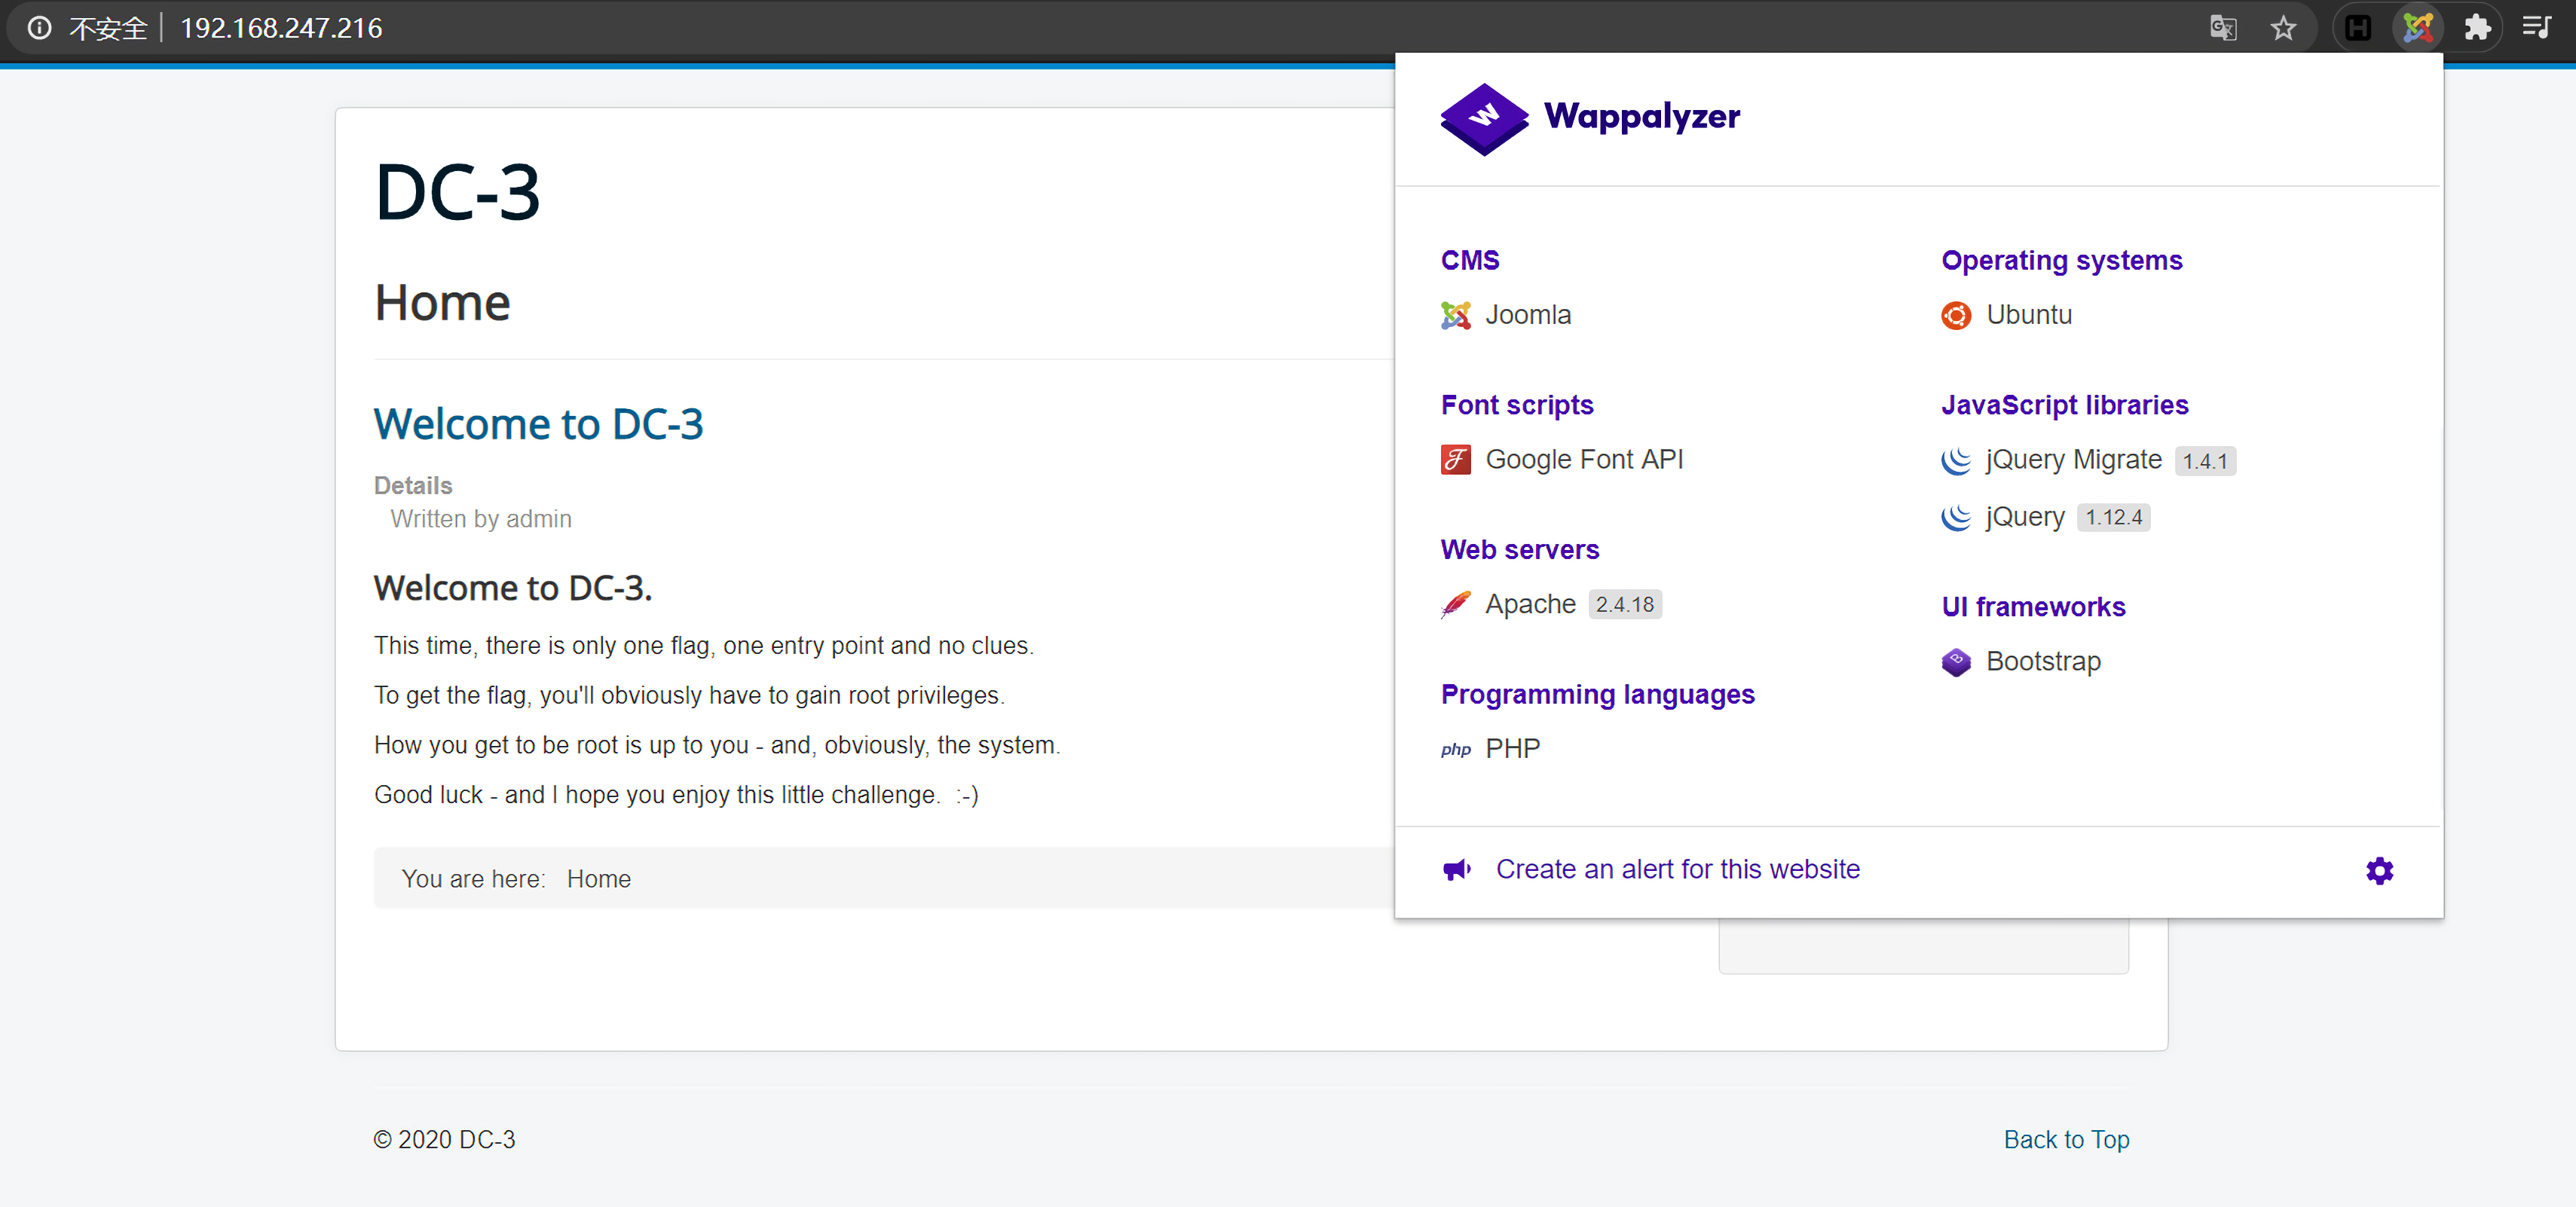 不安全 192.168.247.216
DC-3
Home
Welcome to DC-3
Details
Written by admin
Welcome to DC-3.
This time, there is only one flag, one entry point and no clues.
To get the flag, you'll obviously have to gain root privileges.
How you get to be root is up to you - and, obviously, the system.
Good luck - and I hope you enjoy this little challenge.  :-)
You are here: Home
© 2020 DC-3
Back to Top
Wappalyzer
CMS
Joomla
Font scripts
Google Font API
Web servers
Apache 2.4.18
Programming languages
php PHP
Operating systems
Ubuntu
JavaScript libraries
jQuery Migrate 1.4.1
jQuery 1.12.4
UI frameworks
Bootstrap
Create an alert for this website